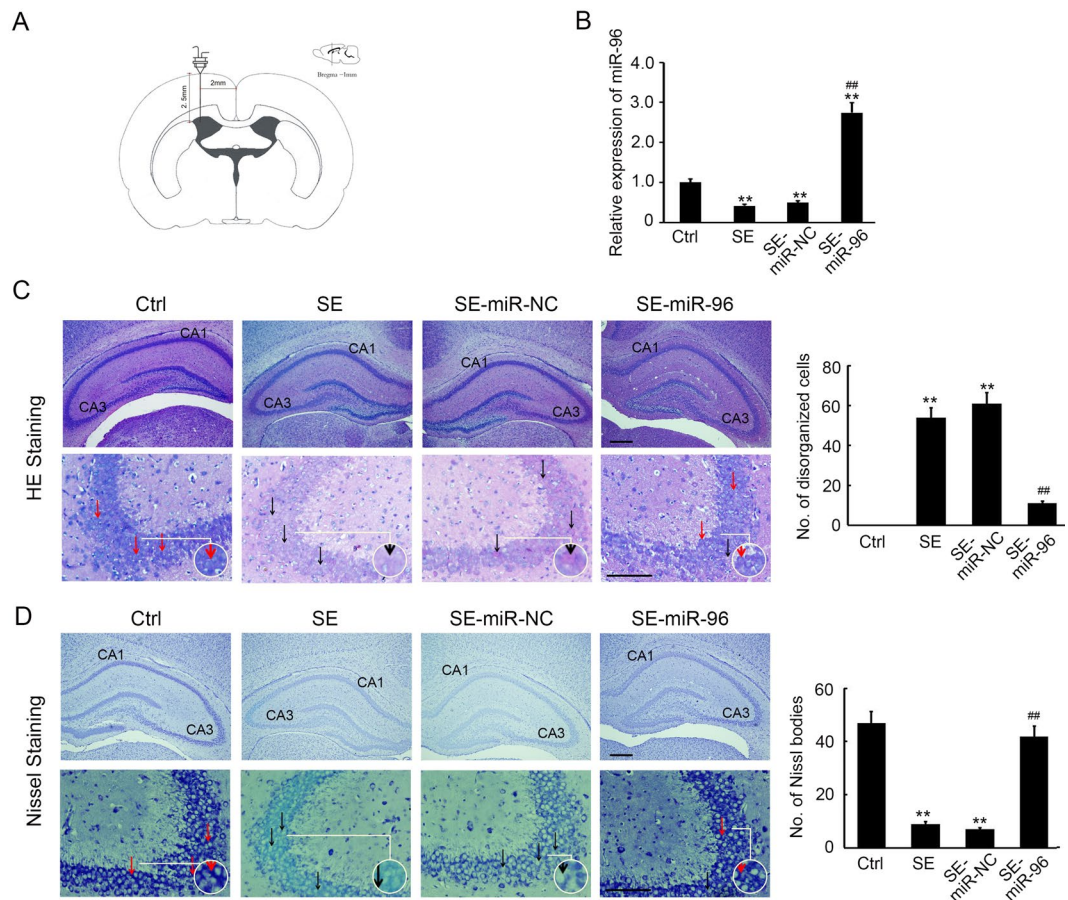 A
2mm
2.5mm
Bregma -1mm
B
Relative expression of miR-96
4.0
3.0
2.0
1.0
0
**
**
##
**
Ctrl
SE
SE-
miR-NC
SE-
miR-96
C
Ctrl
SE
SE-miR-NC
SE-miR-96
HE Staining
CA1
CA3
CA1
CA3
CA1
CA3
CA1
CA3
No. of disorganized cells
80
60
40
20
0
**
**
##
Ctrl
SE
SE-
miR-NC
SE-
miR-96
D
Ctrl
SE
SE-miR-NC
SE-miR-96
Nissel Staining
CA1
CA3
CA1
CA3
CA1
CA3
CA1
CA3
No. of Nissl bodies
60
40
20
0
**
**
##
Ctrl
SE
SE-
miR-NC
SE-
miR-96